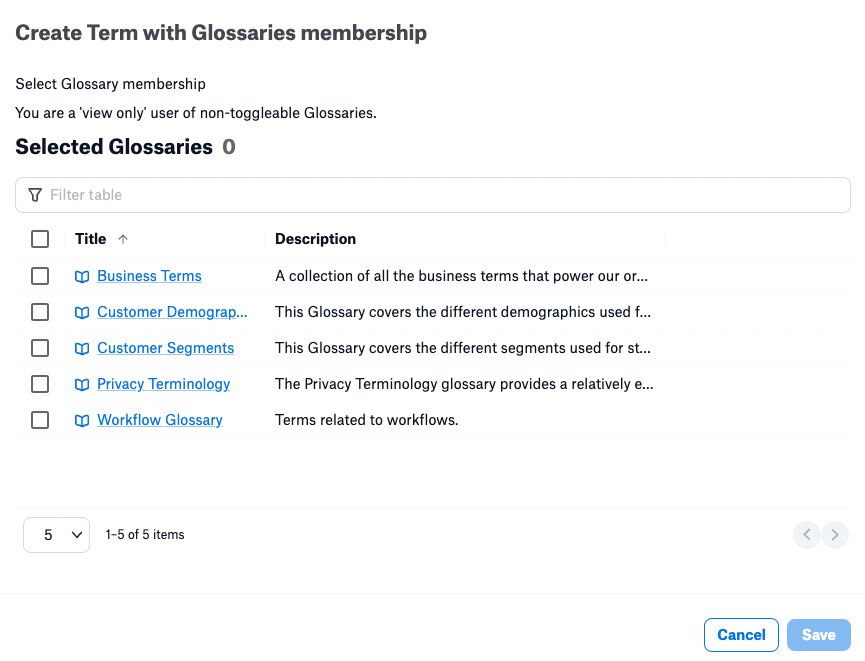 Create Term with Glossaries membership
Select Glossary membership
You are a 'view only' user of non-toggleable Glossaries.
Selected Glossaries 0
Filter table
Title Description
Business Terms A collection of all the business terms that power our or...
Customer Demograp... This Glossary covers the different demographics used f...
Customer Segments This Glossary covers the different segments used for st...
Privacy Terminology The Privacy Terminology glossary provides a relatively e...
Workflow Glossary Terms related to workflows.
5 1–5 of 5 items
Cancel Save